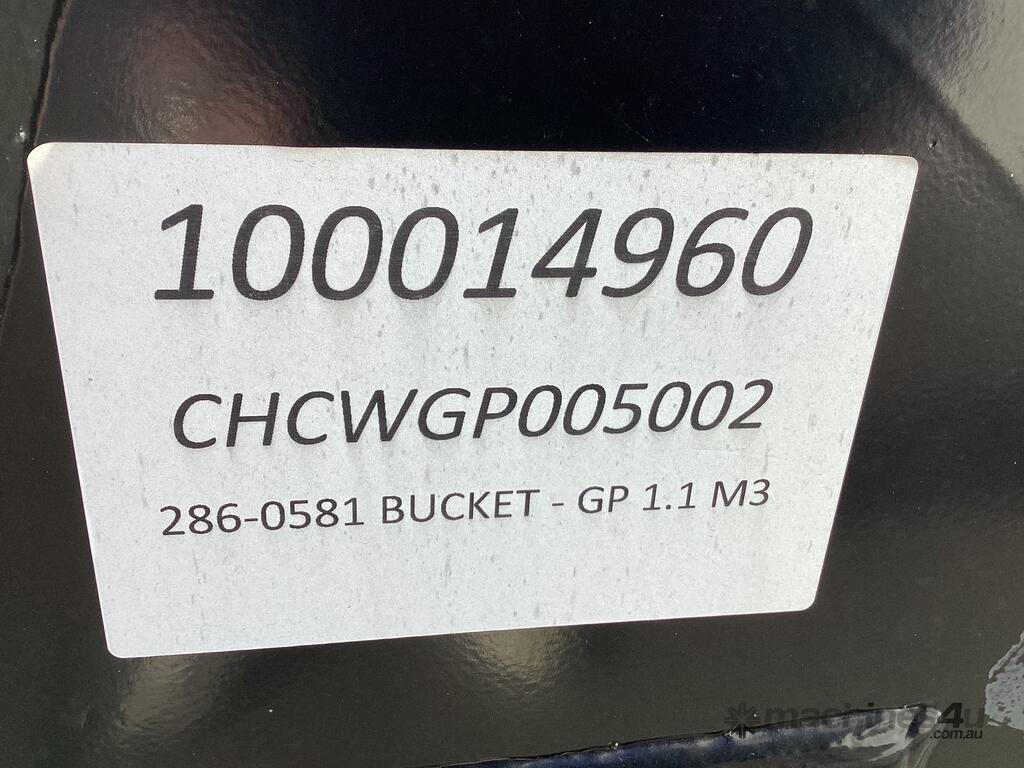 100014960
CHCWGP005002
286-0581 BUCKET - GP 1.1 M3
machines4u
.com.au